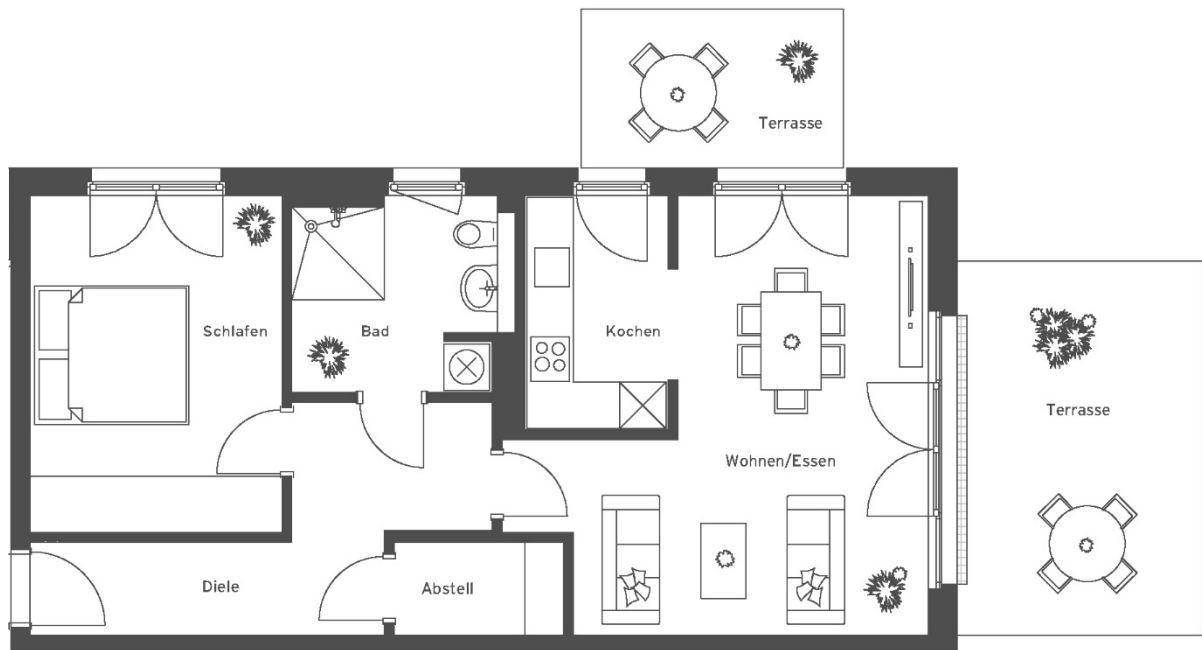 Terrasse
Schlafen
Bad
Kochen
Terrasse
Wohnen/Essen
Diele
Abstell